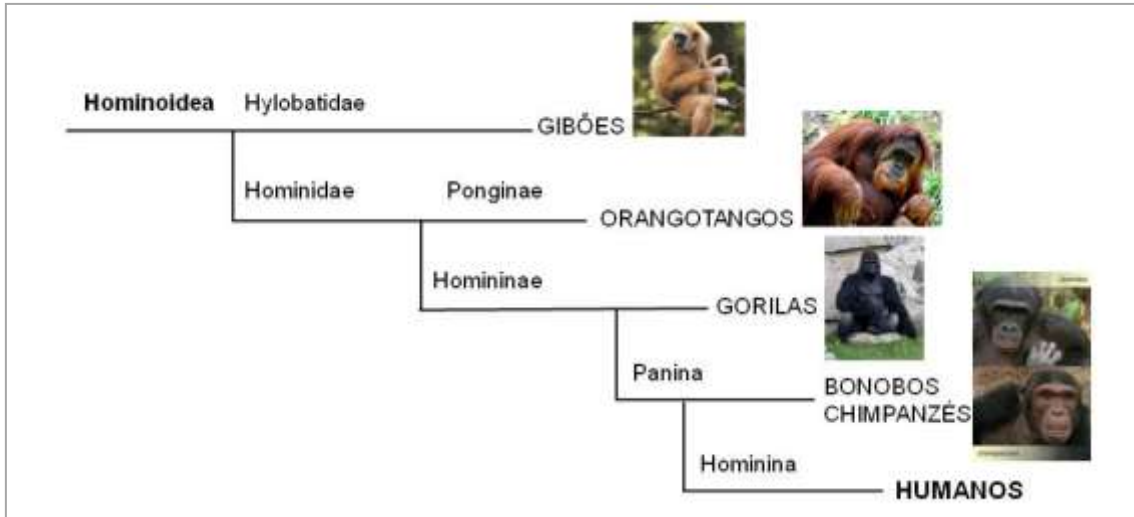 Hominoidea Hylobatidae
GIBÕES
Hominidae Ponginae
ORANGOTANGOS
Homininae
GORILAS
Panina
BONOBOS
CHIMPANZÉS
Hominina
HUMANOS